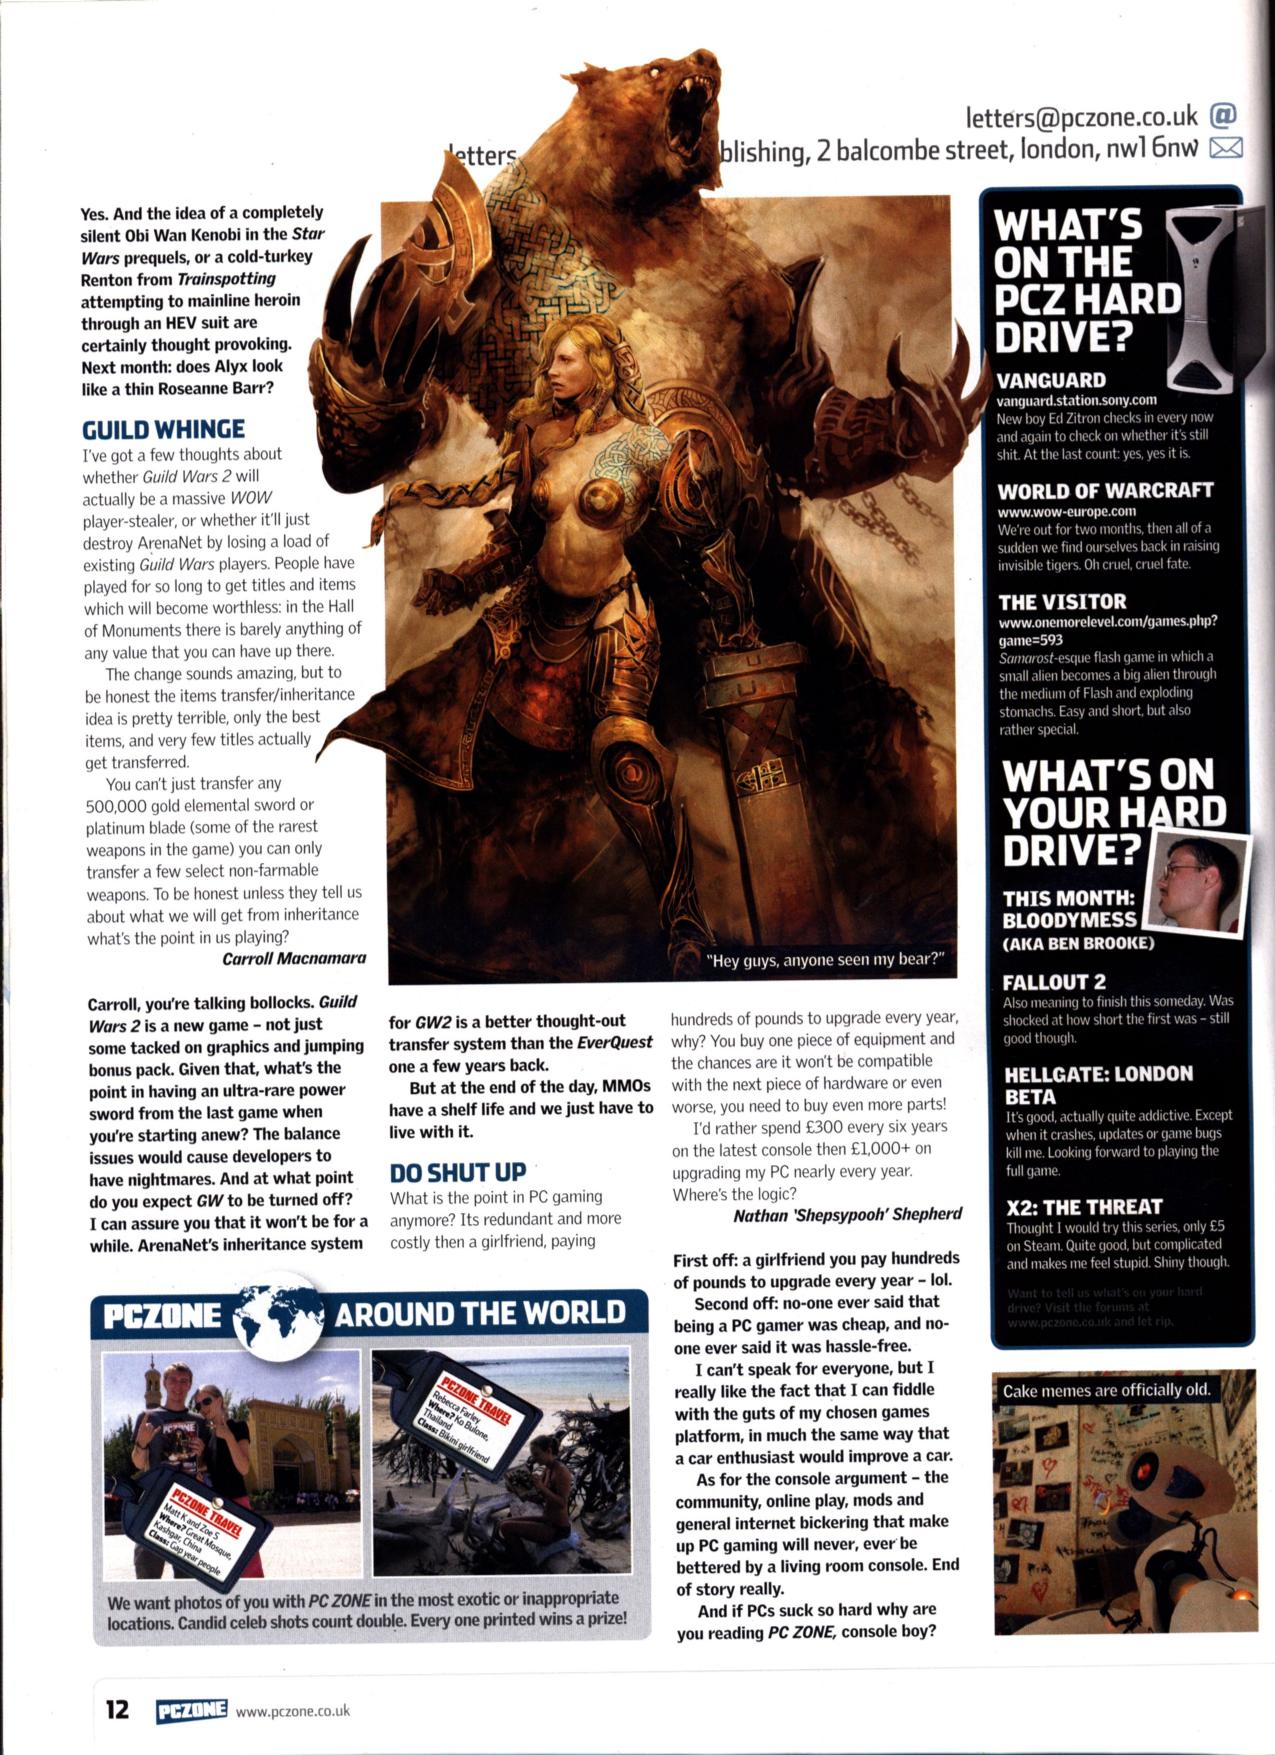 letters@pczone.co.uk @
letters
blishing, 2 balcombe street, london, nw1 6nw
Yes. And the idea of a completely
silent Obi Wan Kenobi in the Star
Wars prequels, or a cold-turkey
Renton from Trainspotting
attempting to mainline heroin
through an HEV suit are
certainly thought provoking.
Next month: does Alyx look
like a thin Roseanne Barr?
GUILD WHINGE
I've got a few thoughts about
whether Guild Wars 2 will
actually be a massive WOW
player-stealer, or whether it'll just
destroy ArenaNet by losing a load of
existing Guild Wars players. People have
played for so long to get titles and items
which will become worthless: in the Hall
of Monuments there is barely anything of
any value that you can have up there.
The change sounds amazing, but to
be honest the items transfer/inheritance
idea is pretty terrible, only the best
items, and very few titles actually
get transferred.
You can't just transfer any
500,000 gold elemental sword or
platinum blade (some of the rarest
weapons in the game) you can only
transfer a few select non-farmable
weapons. To be honest unless they tell us
about what we will get from inheritance
what's the point in us playing?
Carroll Macnamara
Carroll, you're talking bollocks. Guild
Wars 2 is a new game – not just
some tacked on graphics and jumping
bonus pack. Given that, what's the
point in having an ultra-rare power
sword from the last game when
you're starting anew? The balance
issues would cause developers to
have nightmares. And at what point
do you expect GW to be turned off?
I can assure you that it won't be for a
while. ArenaNet's inheritance system
"Hey guys, anyone seen my bear?"
for GW2 is a better thought-out
transfer system than the EverQuest
one a few years back.
But at the end of the day, MMOs
have a shelf life and we just have to
live with it.
DO SHUT UP
What is the point in PC gaming
anymore? Its redundant and more
costly then a girlfriend, paying
hundreds of pounds to upgrade every year,
why? You buy one piece of equipment and
the chances are it won't be compatible
with the next piece of hardware or even
worse, you need to buy even more parts!
I'd rather spend £300 every six years
on the latest console then £1,000+ on
upgrading my PC nearly every year.
Where's the logic?
Nathan 'Shepsypooh' Shepherd
First off: a girlfriend you pay hundreds
of pounds to upgrade every year – lol.
Second off: no-one ever said that
being a PC gamer was cheap, and no-
one ever said it was hassle-free.
I can't speak for everyone, but I
really like the fact that I can fiddle
with the guts of my chosen games
platform, in much the same way that
a car enthusiast would improve a car.
As for the console argument – the
community, online play, mods and
general internet bickering that make
up PC gaming will never, ever be
bettered by a living room console. End
of story really.
And if PCs suck so hard why are
you reading PC ZONE, console boy?
PCZONE AROUND THE WORLD
PCZONE TRAVEL
Matt K and Zoe S
Where? Great Mosque,
Kashgar, China
Class: Gap year people
PCZONE TRAVEL
Rebecca Farley
Where? Ko Bulone,
Thailand
Class: Bikini girlfriend
We want photos of you with PC ZONE in the most exotic or inappropriate
locations. Candid celeb shots count double. Every one printed wins a prize!
WHAT'S
ON THE
PCZ HARD
DRIVE?
VANGUARD
vanguard.station.sony.com
New boy Ed Zitron checks in every now
and again to check on whether it's still
shit. At the last count: yes, yes it is.
WORLD OF WARCRAFT
www.wow-europe.com
We're out for two months, then all of a
sudden we find ourselves back in raising
invisible tigers. Oh cruel, cruel fate.
THE VISITOR
www.onemorelevel.com/games.php?
game=593
Samarost-esque flash game in which a
small alien becomes a big alien through
the medium of Flash and exploding
stomachs. Easy and short, but also
rather special.
WHAT'S ON
YOUR HARD
DRIVE?
THIS MONTH:
BLOODYMESS
(AKA BEN BROOKE)
FALLOUT 2
Also meaning to finish this someday. Was
shocked at how short the first was – still
good though.
HELLGATE: LONDON
BETA
It's good, actually quite addictive. Except
when it crashes, updates or game bugs
kill me. Looking forward to playing the
full game.
X2: THE THREAT
Thought I would try this series, only £5
on Steam. Quite good, but complicated
and makes me feel stupid. Shiny though.
Want to tell us what's on your hard
drive? Visit the forums at
www.pczone.co.uk and let rip.
Cake memes are officially old.
12 PCZONE www.pczone.co.uk